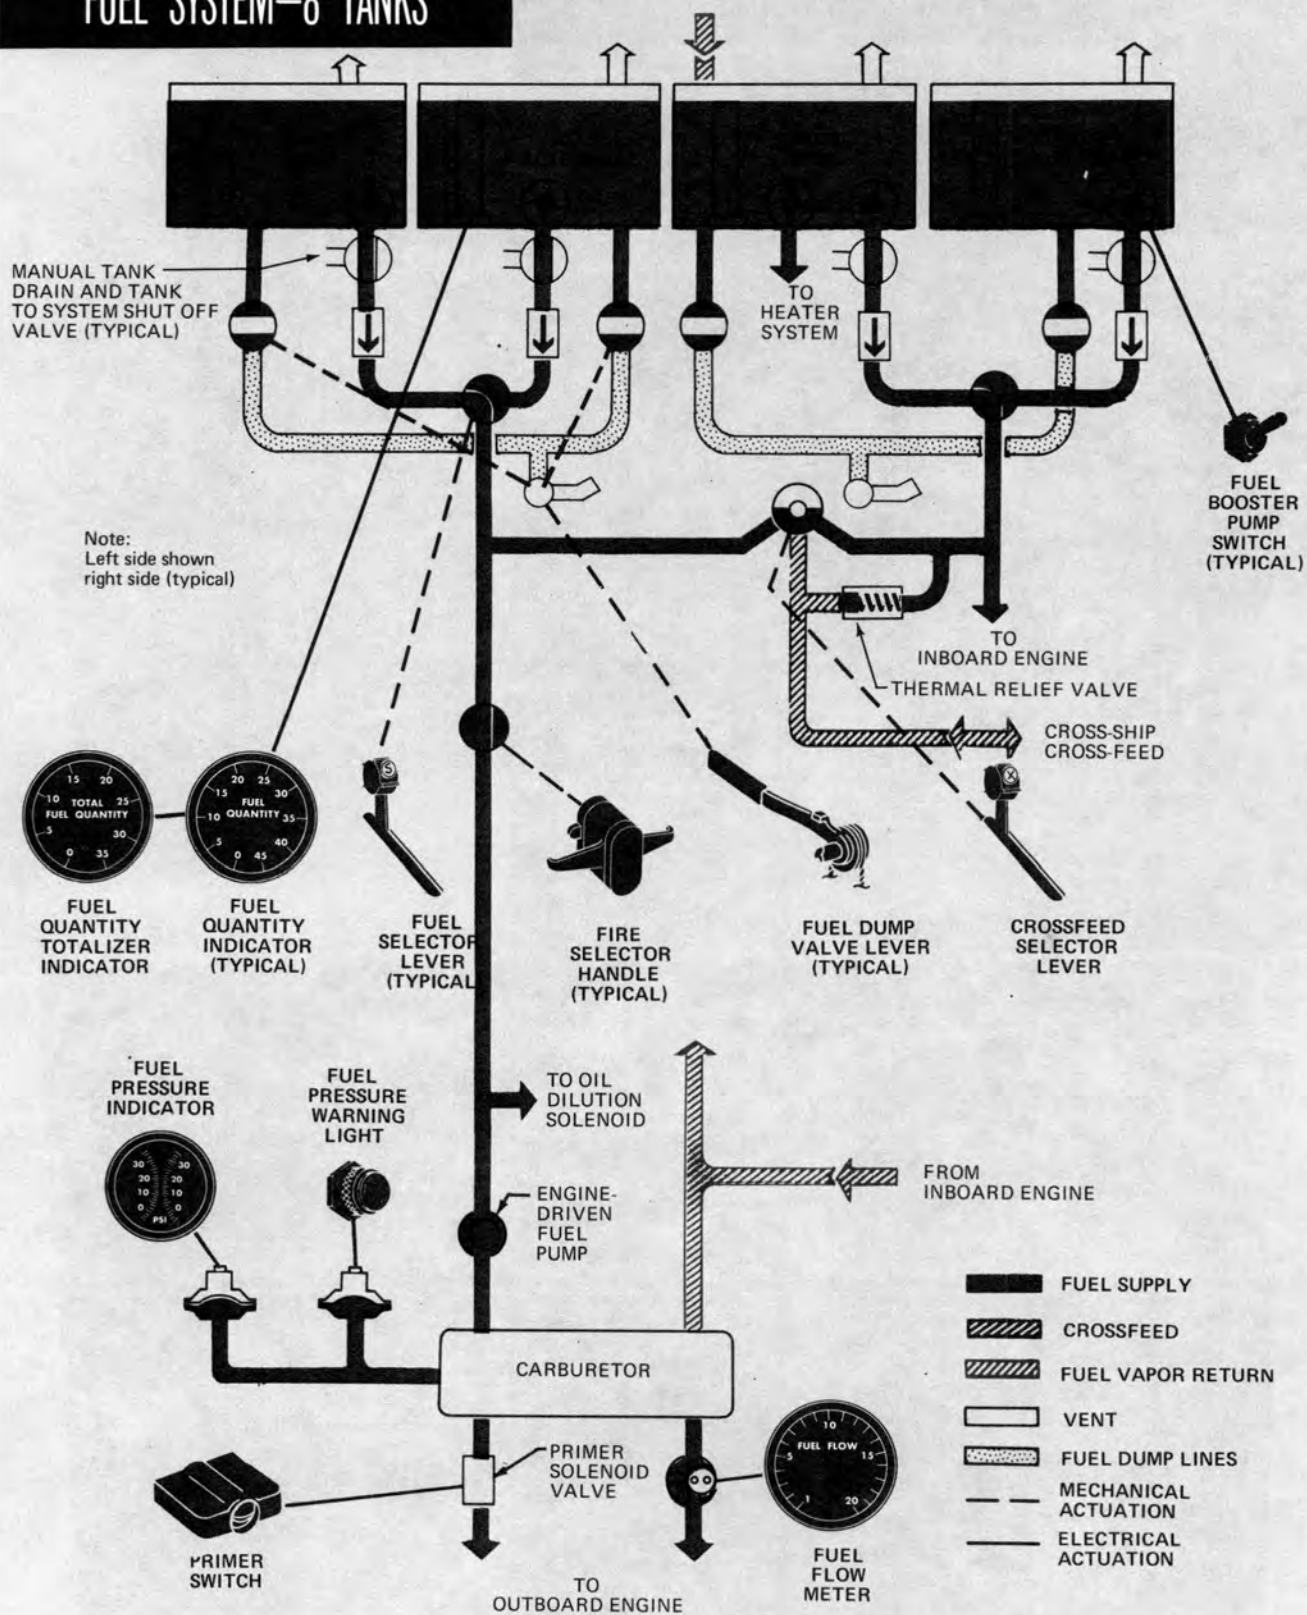 FUEL SYSTEM—8 TANKS
MANUAL TANK
DRAIN AND TANK
TO SYSTEM SHUT OFF
VALVE (TYPICAL)
TO
HEATER
SYSTEM
FUEL
BOOSTER
PUMP
SWITCH
(TYPICAL)
Note:
Left side shown
right side (typical)
TO
INBOARD ENGINE
THERMAL RELIEF VALVE
CROSS-SHIP
CROSS-FEED
15 20
10 TOTAL 25
FUEL QUANTITY
5 30
0 35
20 25
15 30
FUEL
10 QUANTITY 35
5 40
0 45
S
X
FUEL
QUANTITY
TOTALIZER
INDICATOR
FUEL
QUANTITY
INDICATOR
(TYPICAL)
FUEL
SELECTOR
LEVER
(TYPICAL
FIRE
SELECTOR
HANDLE
(TYPICAL)
FUEL DUMP
VALVE LEVER
(TYPICAL)
CROSSFEED
SELECTOR
LEVER
FUEL
PRESSURE
INDICATOR
FUEL
PRESSURE
WARNING
LIGHT
TO OIL
DILUTION
SOLENOID
30 30
20 20
10 10
0 0
PSI
ENGINE-
DRIVEN
FUEL
PUMP
FROM
INBOARD ENGINE
CARBURETOR
FUEL SUPPLY
CROSSFEED
FUEL VAPOR RETURN
VENT
FUEL DUMP LINES
MECHANICAL
ACTUATION
ELECTRICAL
ACTUATION
PRIMER
SOLENOID
VALVE
10
FUEL FLOW
5 15
1 20
PRIMER
SWITCH
TO
OUTBOARD ENGINE
FUEL
FLOW
METER